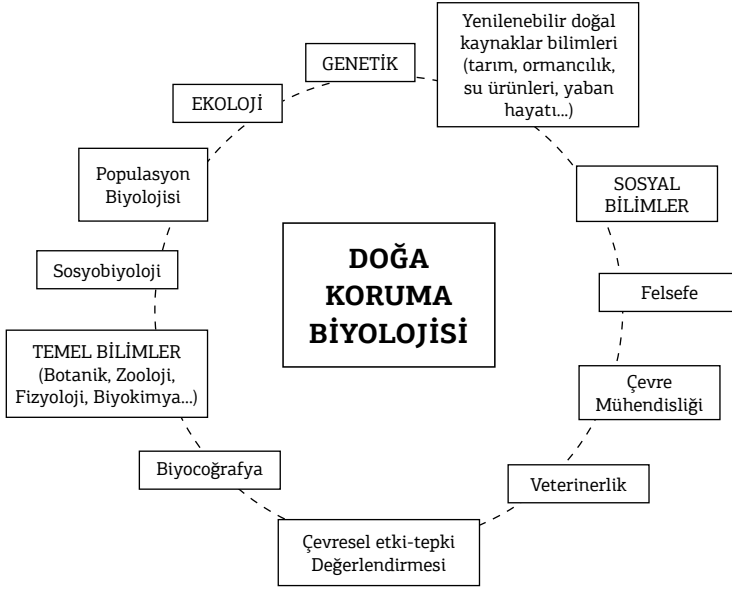 Yenilenebilir doğal
kaynaklar bilimleri
(tarım, ormancılık,
su ürünleri, yaban
hayatı...)
GENETİK
EKOLOJİ
Populasyon
Biyolojisi
SOSYAL
BİLİMLER
Sosyobiyoloji
DOĞA
KORUMA
BİYOLOJİSİ
Felsefe
TEMEL BİLİMLER
(Botanik, Zooloji,
Fizyoloji, Biyokimya...)
Çevre
Mühendisliği
Biyocoğrafya
Veterinerlik
Çevresel etki-tepki
Değerlendirmesi